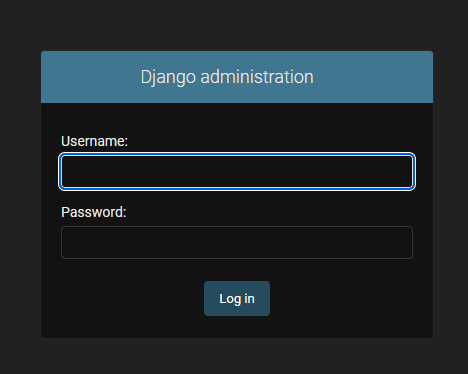 Django administration
Username:
Password:
Log in